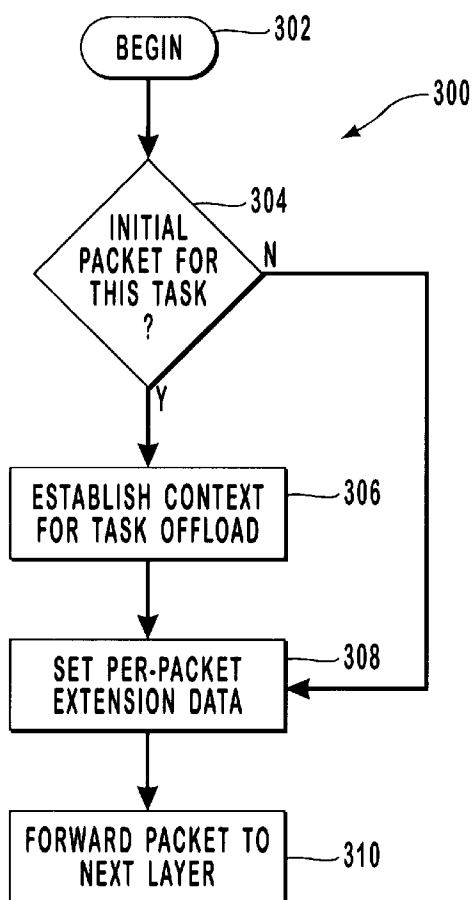 BEGIN
302
300
304
INITIAL
PACKET FOR
THIS TASK
?
N
Y
ESTABLISH CONTEXT
FOR TASK OFFLOAD
306
SET PER-PACKET
EXTENSION DATA
308
FORWARD PACKET TO
NEXT LAYER
310